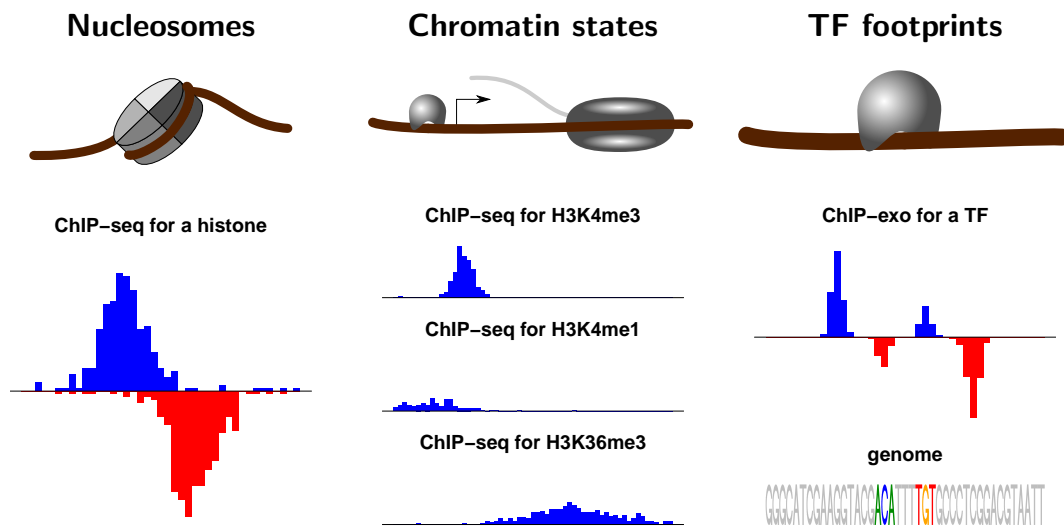 Nucleosomes
Chromatin states
TF footprints
ChIP−seq for a histone
ChIP−seq for H3K4me3
ChIP−seq for H3K4me1
ChIP−seq for H3K36me3
ChIP−exo for a TF
genome
GGGCATCGAAGGTACGACATTTTTGTGCCCTCGGACGTAATT